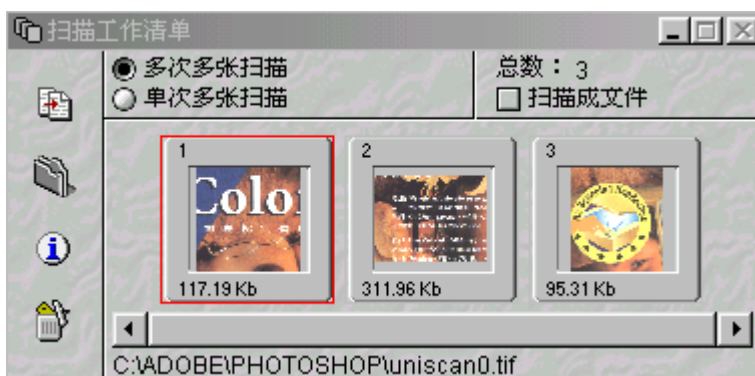 扫描工作清单
多次多张扫描
单次多张扫描
总数：3
扫描成文件
1
Colo
117.19 Kb
2
311.96 Kb
3
95.31 Kb
C:\ADOBE\PHOTOSHOP\uniscan0.tif